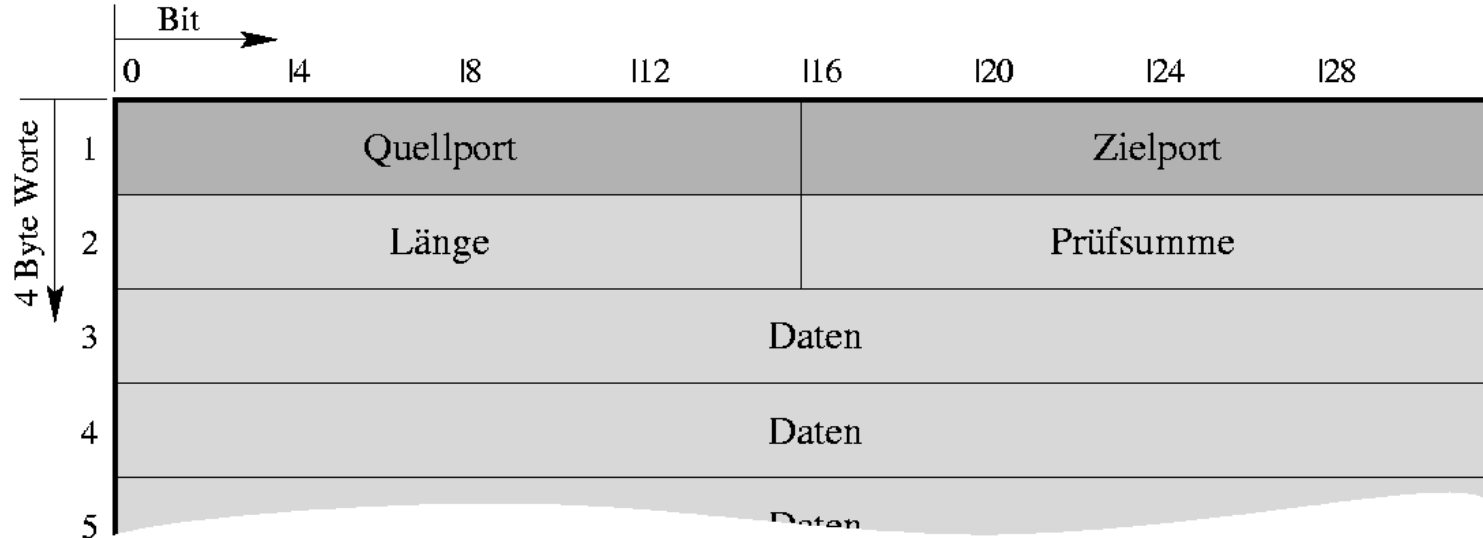 Bit
0 |4 |8 |12 |16 |20 |24 |28
4 Byte Worte
1 Quellport Zielport
2 Länge Prüfsumme
3 Daten
4 Daten
5 Daten